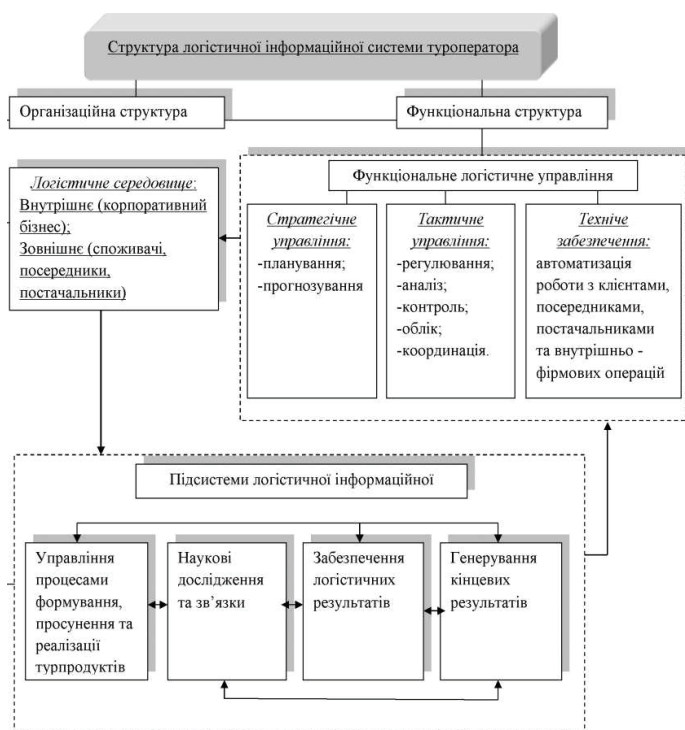 Структура логістичної інформаційної системи туроператора
Організаційна структура
Функціональна структура
Логістичне середовище:
Внутрішнє (корпоративний
бізнес);
Зовнішнє (споживачі,
посередники,
постачальники)
Функціональне логістичне управління
Стратегічне
управління:
-планування;
-прогнозування
Тактичне
управління:
-регулювання;
-аналіз;
-контроль;
-облік;
-координація.
Техніче
забезпечення:
автоматизація
роботи з клієнтами,
посередниками,
постачальниками
та внутрішньо -
фірмових операцій
Підсистеми логістичної інформаційної
Управління
процесами
формування,
просунення та
реалізації
турпродуктів
Наукові
дослідження
та зв’язки
Забезпечення
логістичних
результатів
Генерування
кінцевих
результатів